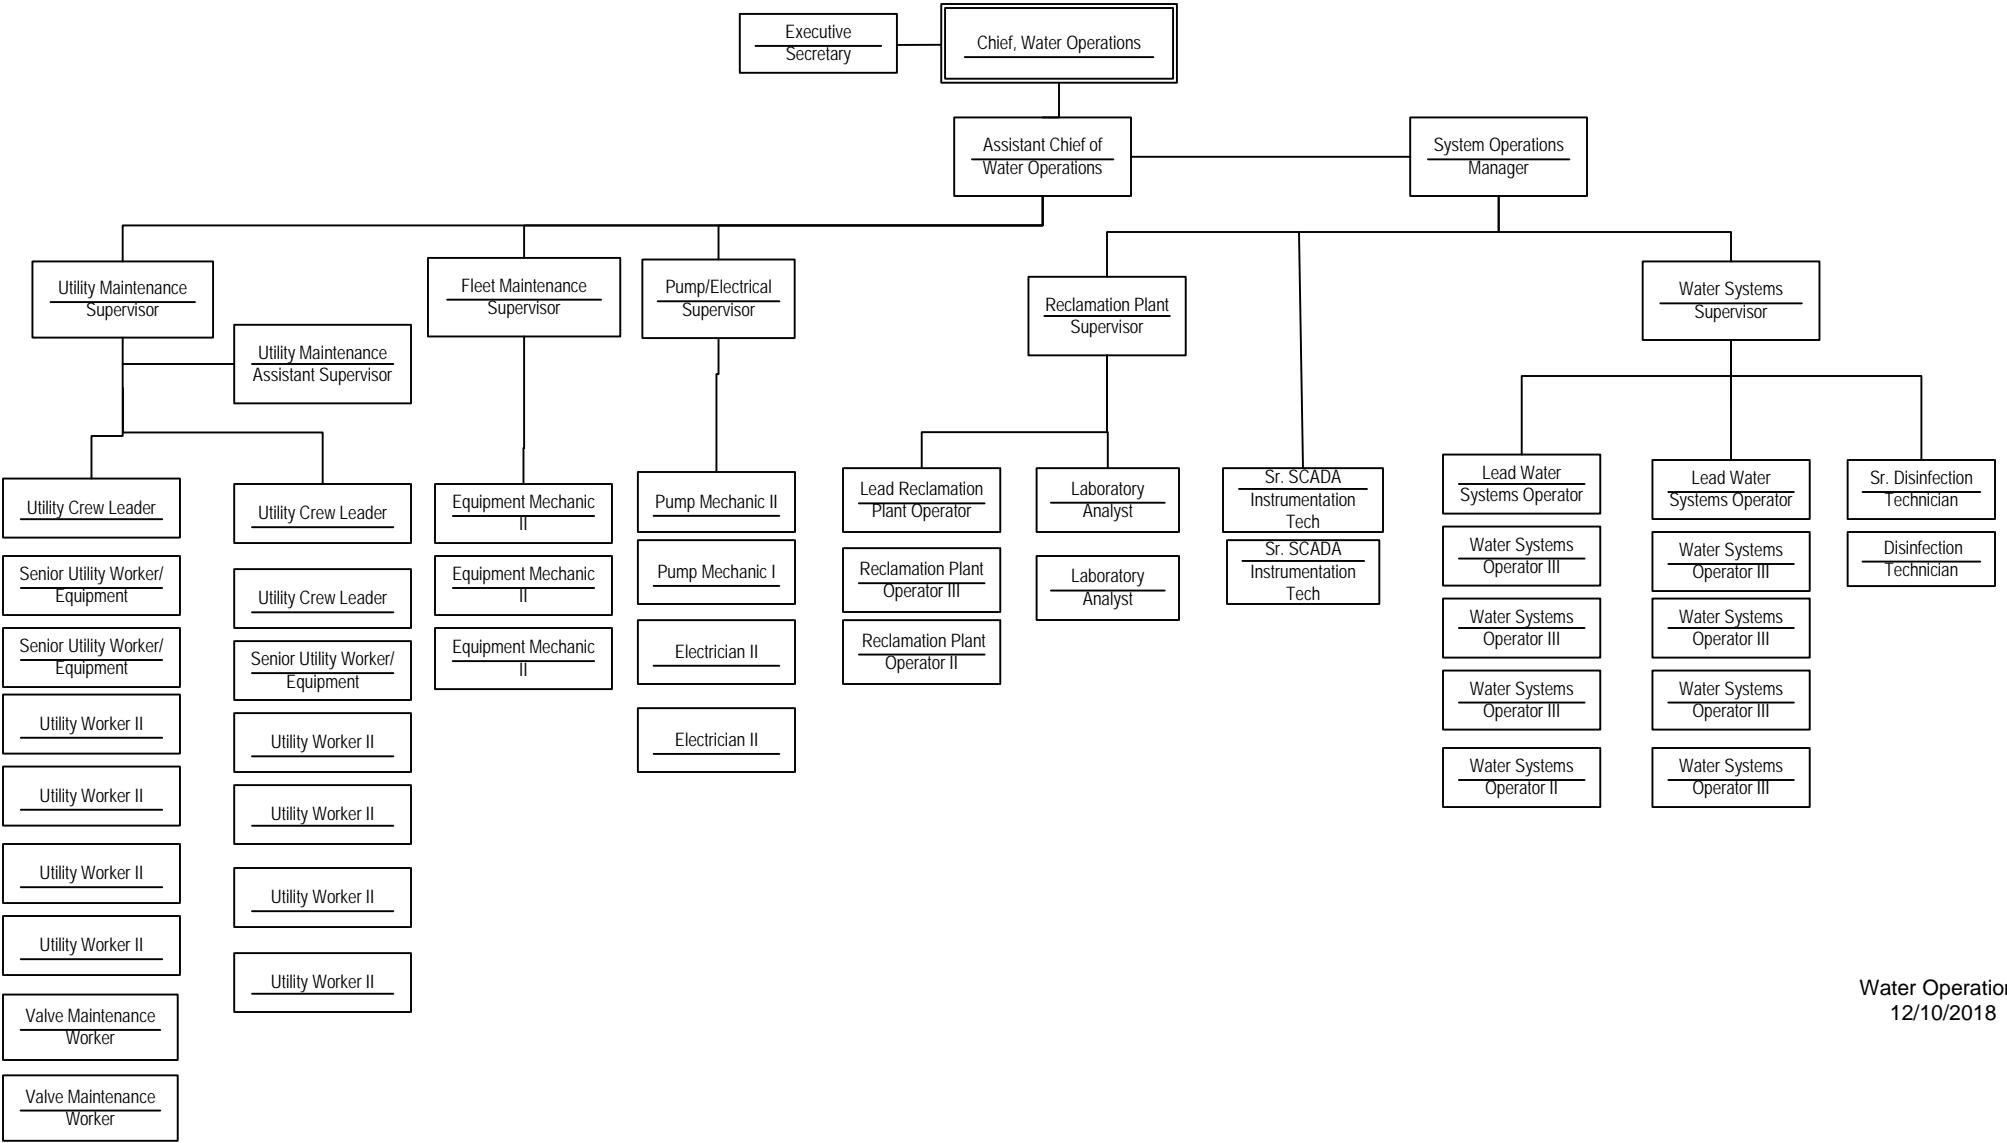 Executive
Secretary
Chief, Water Operations
Assistant Chief of
Water Operations
System Operations
Manager
Utility Maintenance
Supervisor
Fleet Maintenance
Supervisor
Pump/Electrical
Supervisor
Reclamation Plant
Supervisor
Water Systems
Supervisor
Utility Maintenance
Assistant Supervisor
Utility Crew Leader
Senior Utility Worker/
Equipment
Senior Utility Worker/
Equipment
Utility Worker II
Utility Worker II
Utility Worker II
Utility Worker II
Valve Maintenance
Worker
Valve Maintenance
Worker
Utility Crew Leader
Utility Crew Leader
Senior Utility Worker/
Equipment
Utility Worker II
Utility Worker II
Utility Worker II
Utility Worker II
Equipment Mechanic
II
Equipment Mechanic
II
Equipment Mechanic
II
Pump Mechanic II
Pump Mechanic I
Electrician II
Electrician II
Lead Reclamation
Plant Operator
Reclamation Plant
Operator III
Reclamation Plant
Operator II
Laboratory
Analyst
Laboratory
Analyst
Sr. SCADA
Instrumentation
Tech
Sr. SCADA
Instrumentation
Tech
Lead Water
Systems Operator
Water Systems
Operator III
Water Systems
Operator III
Water Systems
Operator III
Water Systems
Operator II
Lead Water
Systems Operator
Water Systems
Operator III
Water Systems
Operator III
Water Systems
Operator III
Water Systems
Operator III
Sr. Disinfection
Technician
Disinfection
Technician
Water Operation
12/10/2018